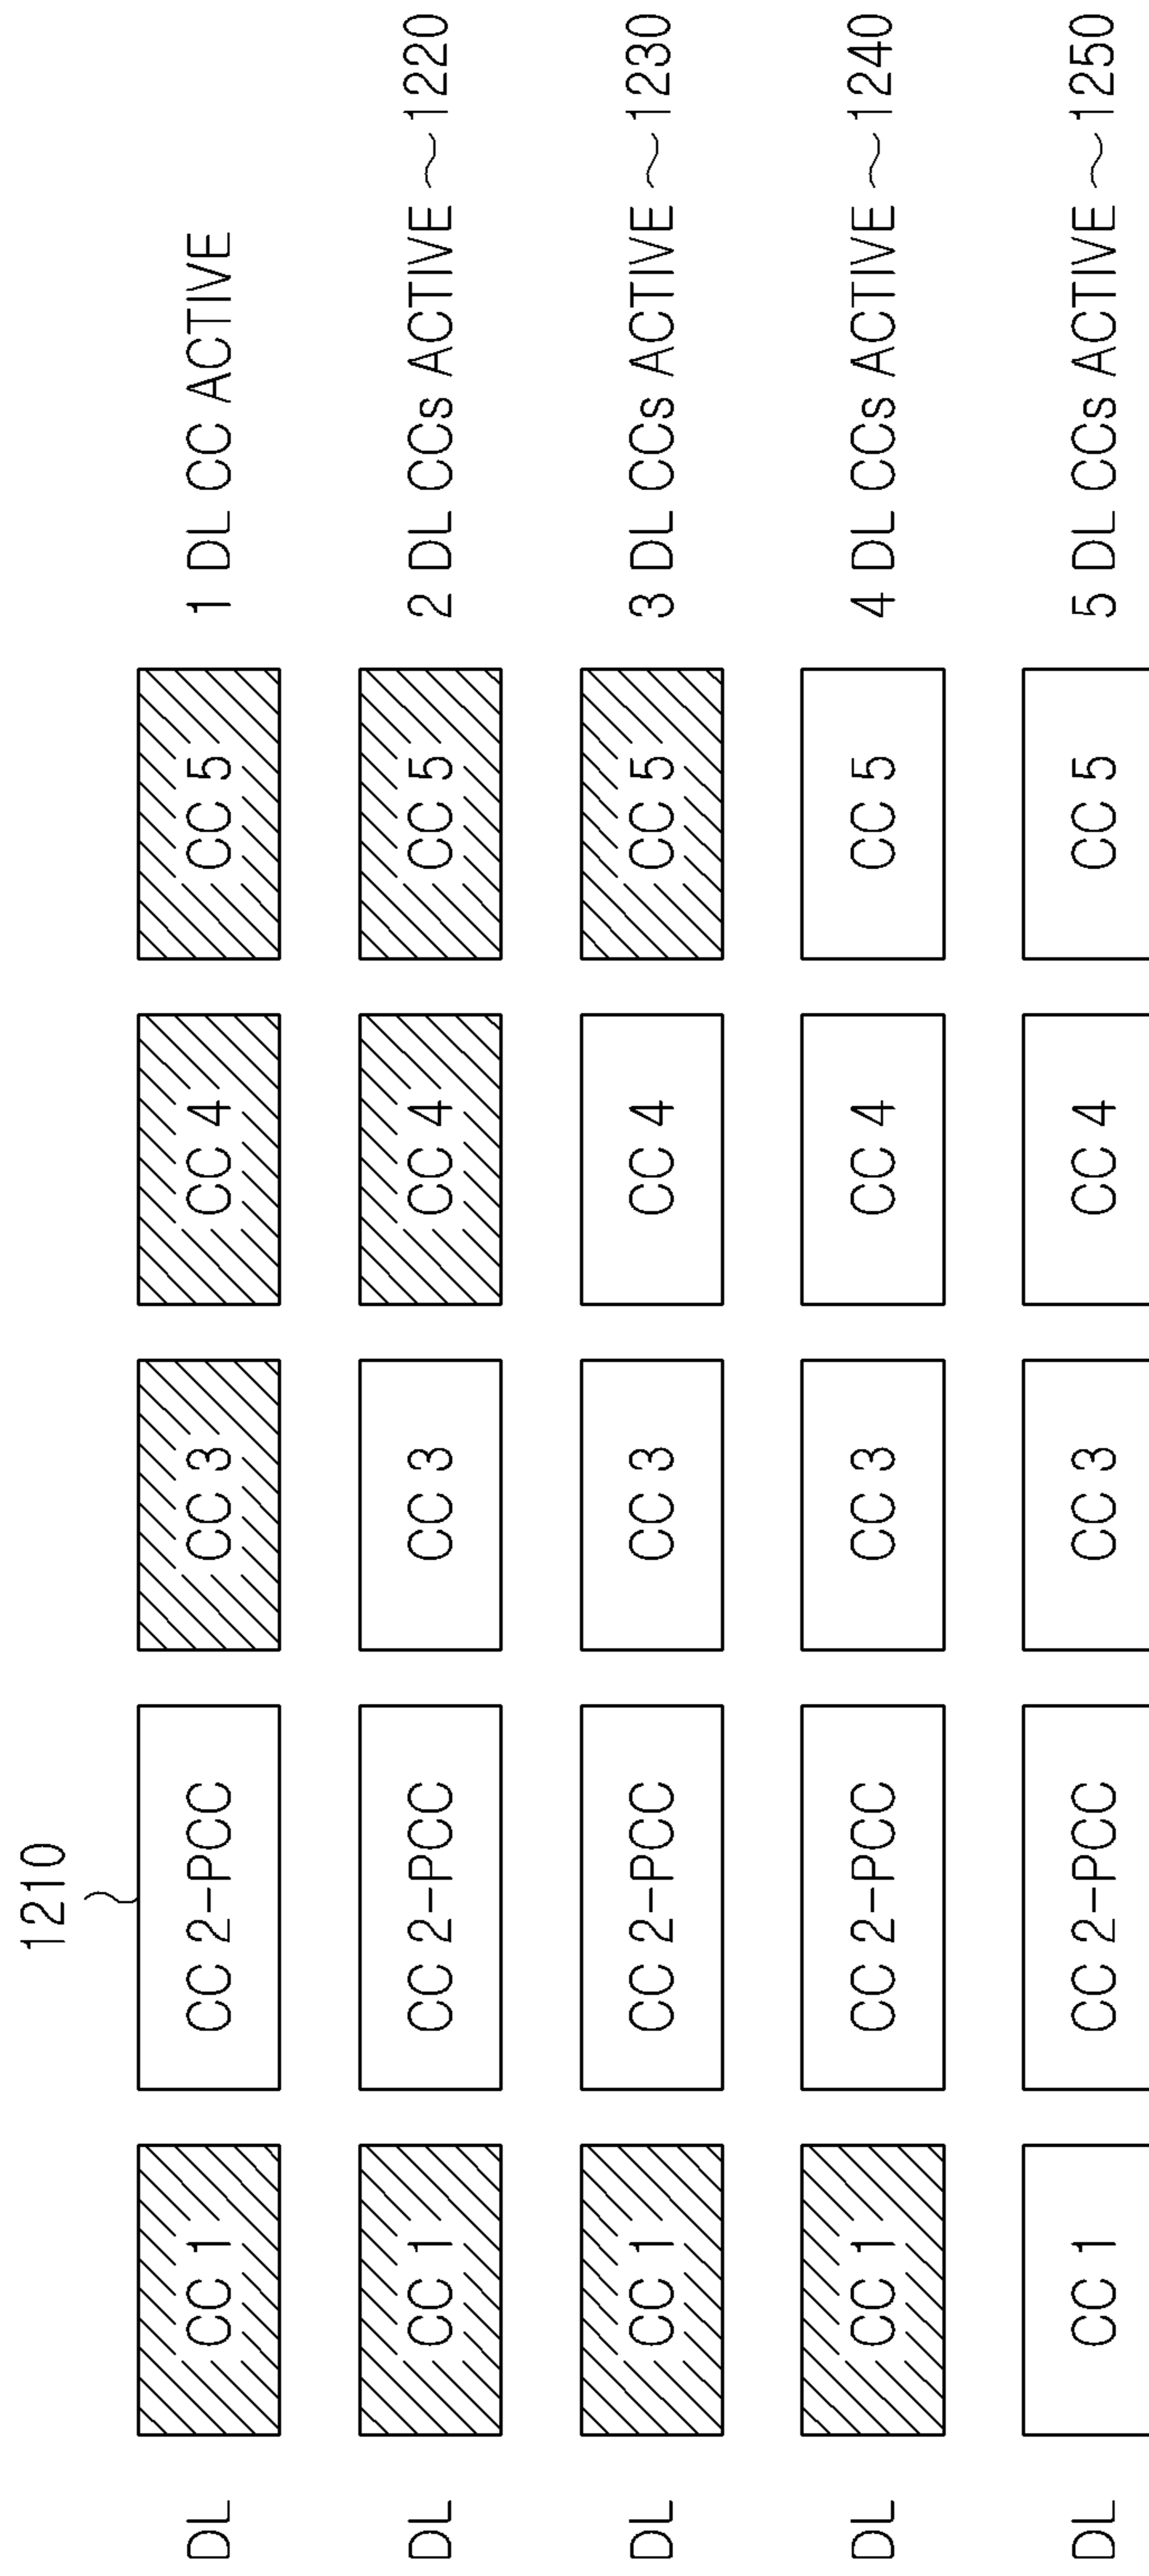 1210
DL CC 1 CC 2-PCC CC 3 CC 4 CC 5 1 DL CC ACTIVE
DL CC 1 CC 2-PCC CC 3 CC 4 CC 5 2 DL CCs ACTIVE ~1220
DL CC 1 CC 2-PCC CC 3 CC 4 CC 5 3 DL CCs ACTIVE ~1230
DL CC 1 CC 2-PCC CC 3 CC 4 CC 5 4 DL CCs ACTIVE ~1240
DL CC 1 CC 2-PCC CC 3 CC 4 CC 5 5 DL CCs ACTIVE ~1250